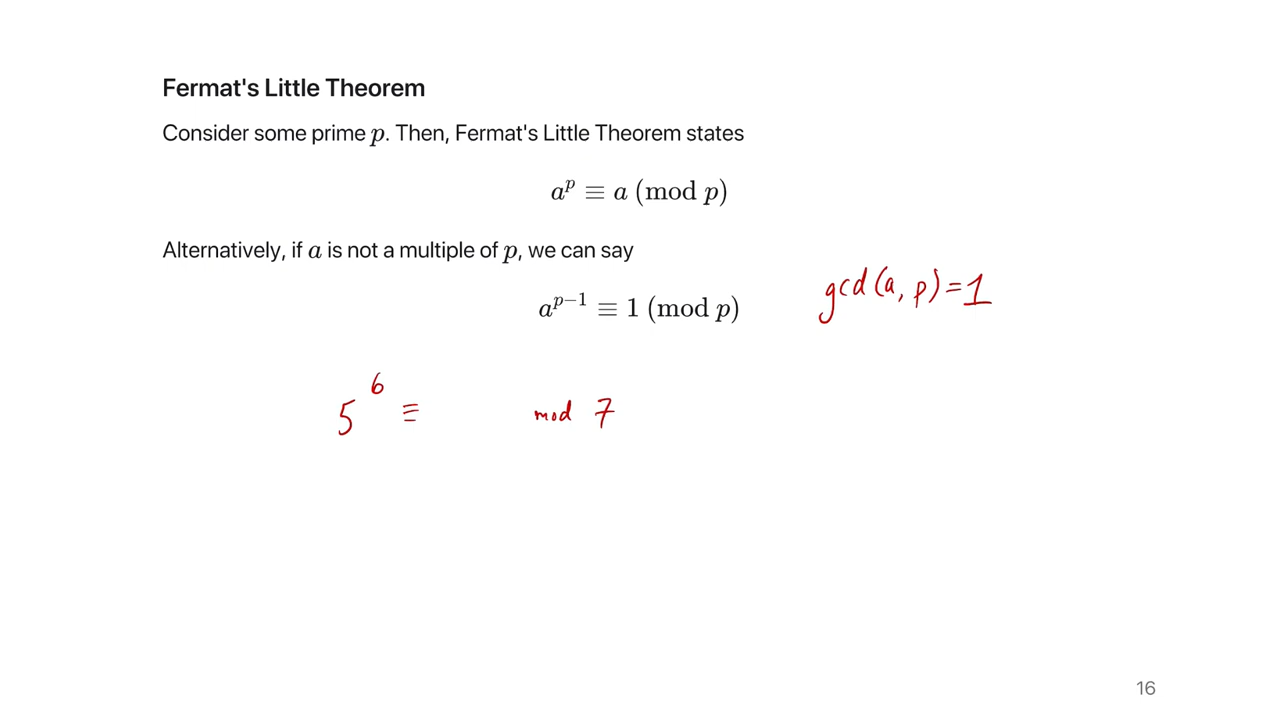 Fermat's Little Theorem
Consider some prime p. Then, Fermat's Little Theorem states
a^p ≡ a (mod p)
Alternatively, if a is not a multiple of p, we can say
a^{p−1} ≡ 1 (mod p)
gcd(a, p) = 1
5^6 ≡ mod 7
16